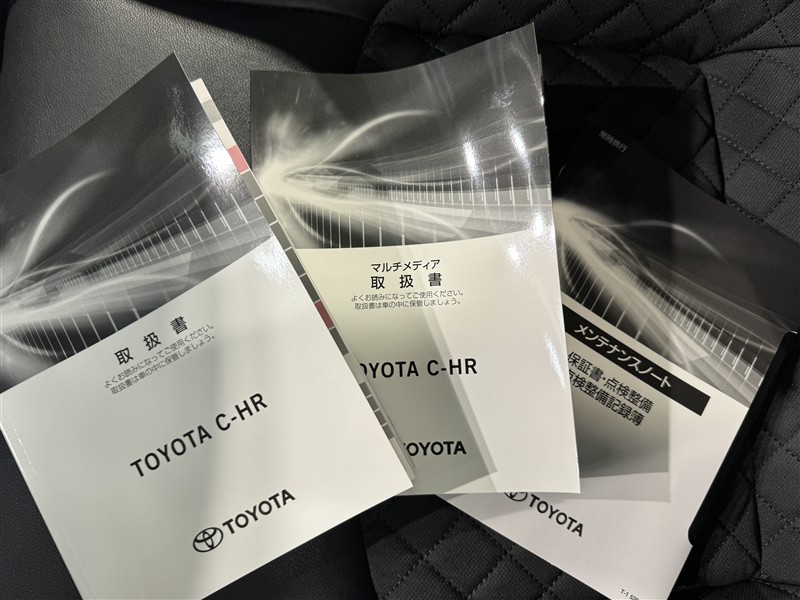 取扱書
よくお読みになってご使用ください。
取扱書は車の中に保管しましょう。
TOYOTA C-HR
TOYOTA
マルチメディア
取扱書
よくお読みになってご使用ください。
取扱書は車の中に保管しましょう。
OYOTA C-HR
TOYOTA
常時携行
メンテナンスノート
保証書・点検整備
点検整備記録簿
TOYOTA